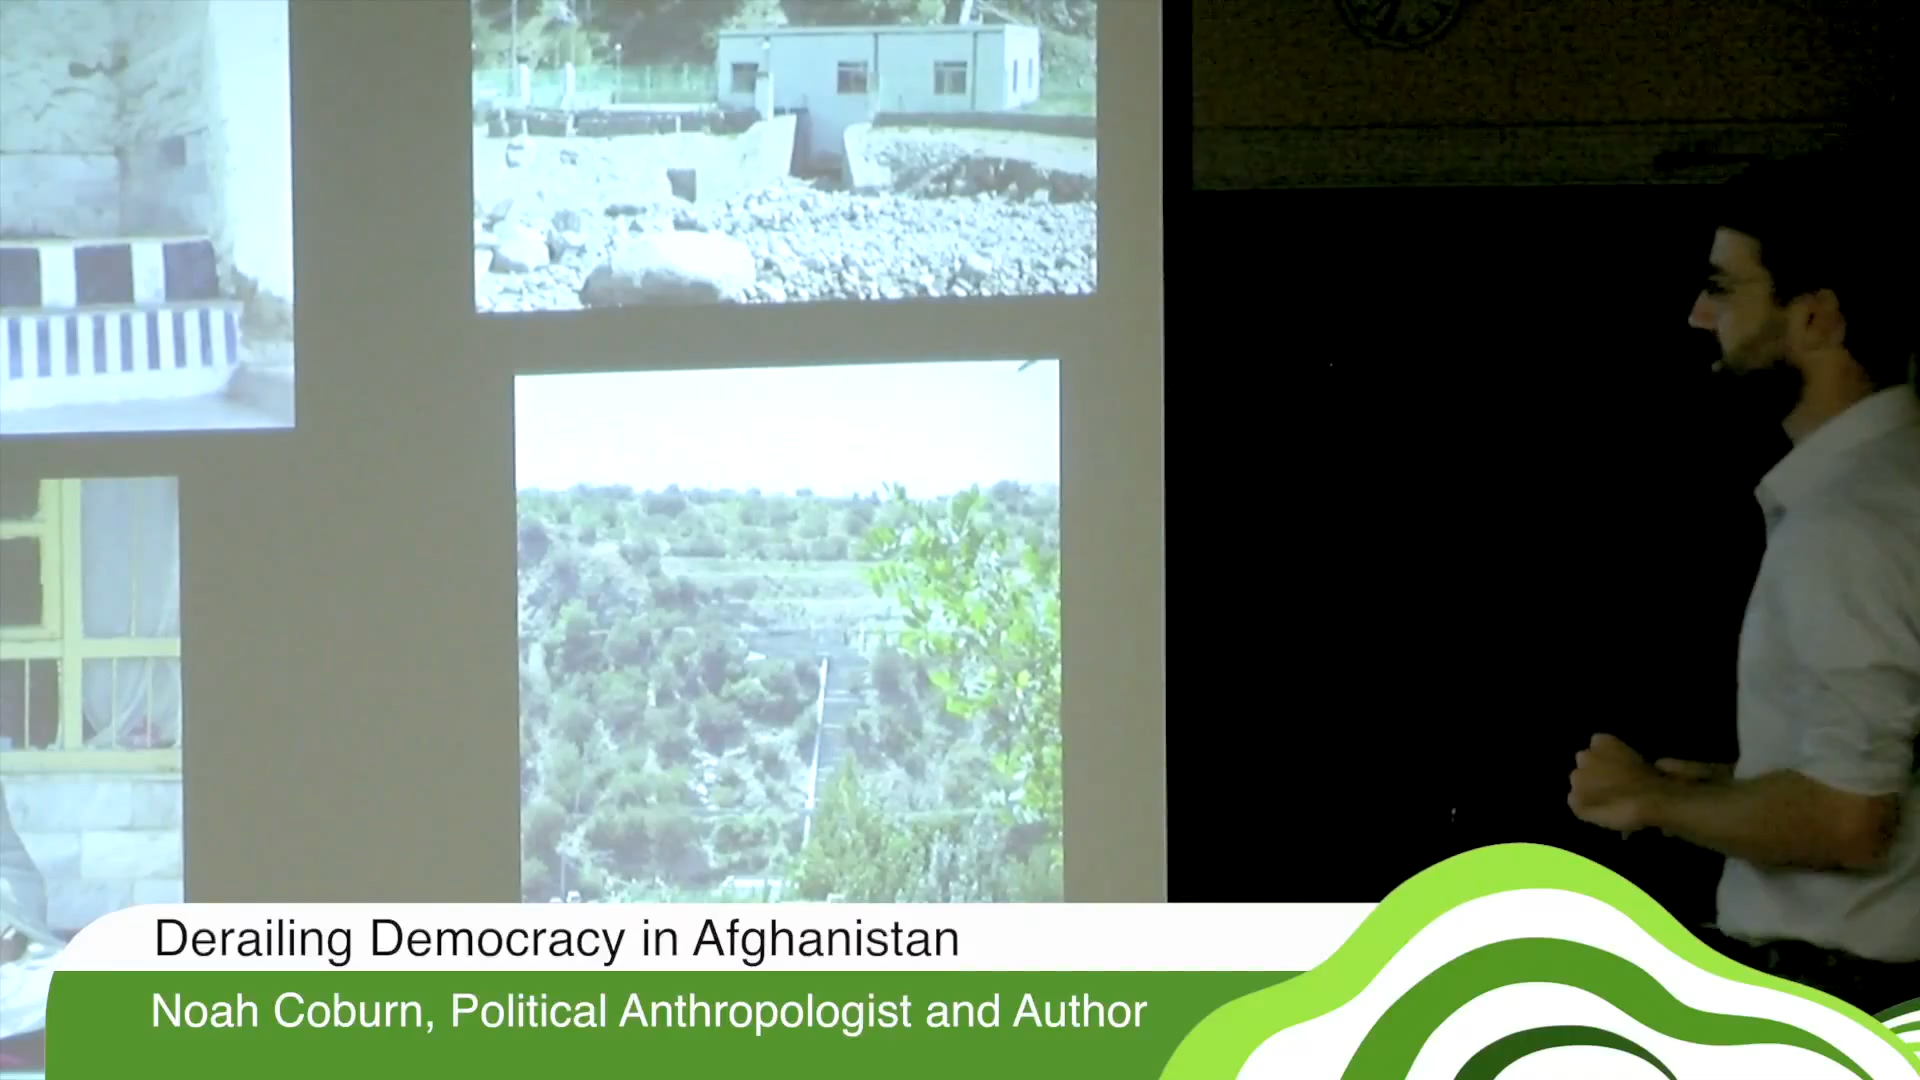 Derailing Democracy in Afghanistan
Noah Coburn, Political Anthropologist and Author